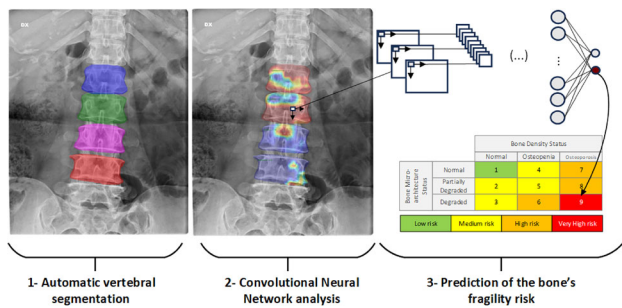 DX
DX
(...)
Bone Density Status
Normal
Osteopenia
Osteoporosis
Bone Micro-architecture Status
Normal
1
4
7
Partially Degraded
2
5
8
Degraded
3
6
9
Low risk
Medium risk
High risk
Very High risk
1- Automatic vertebral
segmentation
2- Convolutional Neural
Network analysis
3- Prediction of the bone's
fragility risk